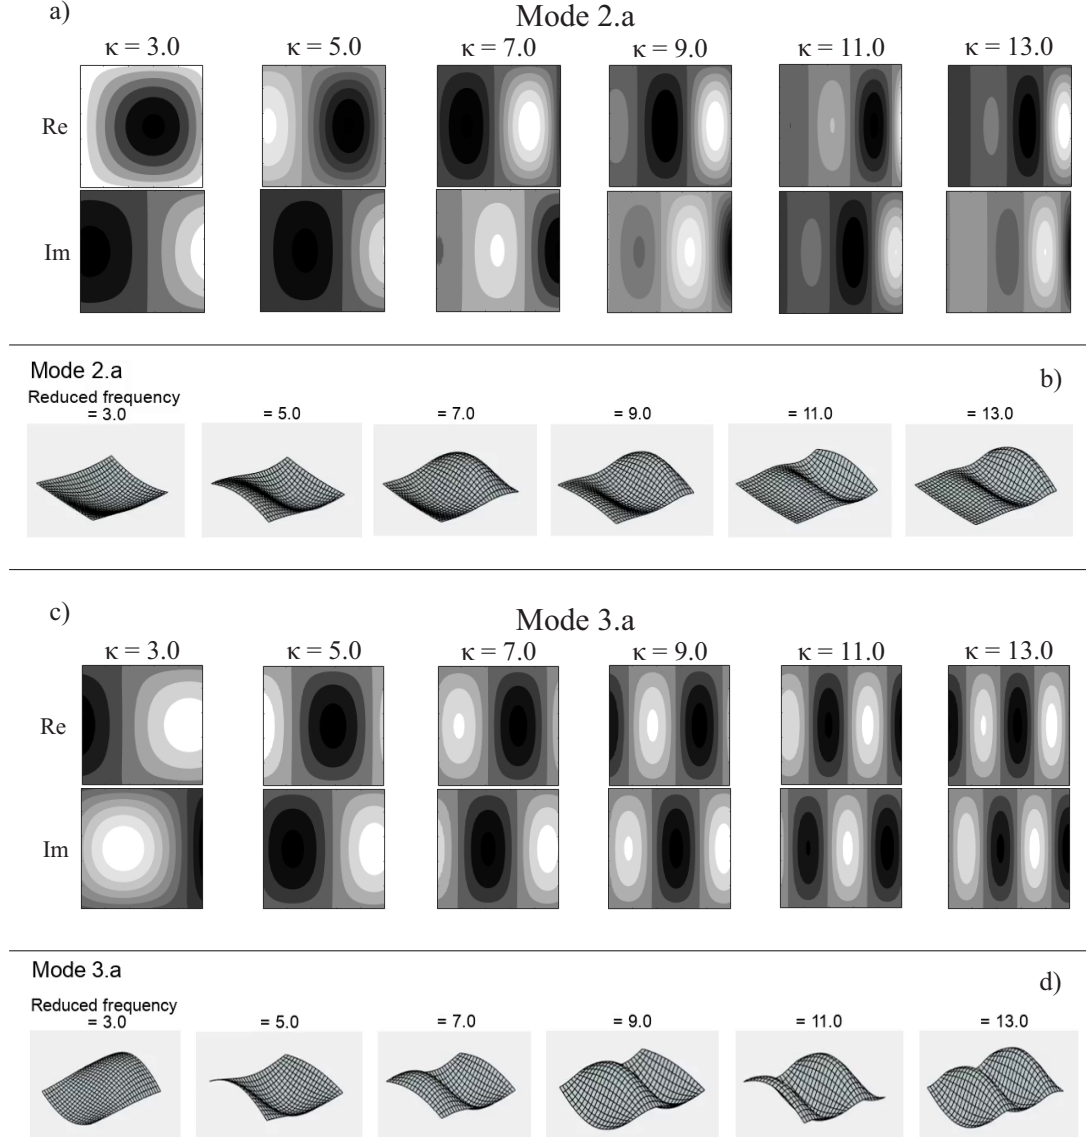 a)
Mode 2.a
κ = 3.0 κ = 5.0 κ = 7.0 κ = 9.0 κ = 11.0 κ = 13.0
Re
Im
Mode 2.a
b)
Reduced frequency
= 3.0 = 5.0 = 7.0 = 9.0 = 11.0 = 13.0
c)
Mode 3.a
κ = 3.0 κ = 5.0 κ = 7.0 κ = 9.0 κ = 11.0 κ = 13.0
Re
Im
Mode 3.a
d)
Reduced frequency
= 3.0 = 5.0 = 7.0 = 9.0 = 11.0 = 13.0